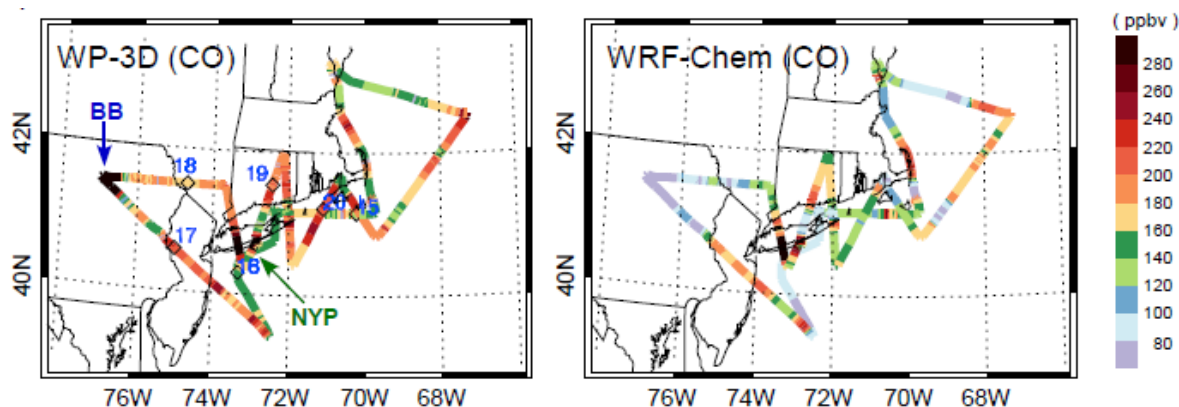 WP-3D (CO)
BB
18
19
17
20
15
16
NYP
42N
40N
76W 74W 72W 70W 68W
WRF-Chem (CO)
42N
40N
76W 74W 72W 70W 68W
( ppbv )
280
260
240
220
200
180
160
140
120
100
80